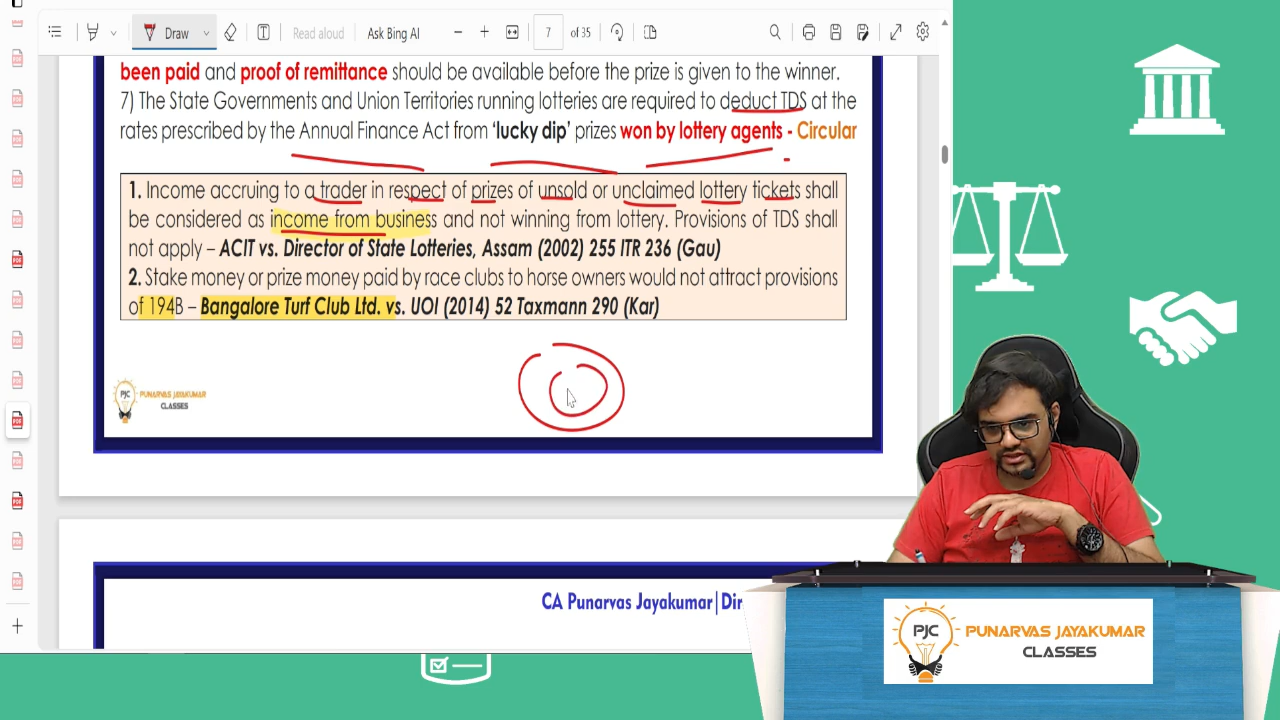 Draw
Read aloud
Ask Bing AI
7 of 35
been paid and proof of remittance should be available before the prize is given to the winner.
7) The State Governments and Union Territories running lotteries are required to deduct TDS at the
rates prescribed by the Annual Finance Act from ‘lucky dip’ prizes won by lottery agents - Circular
1. Income accruing to a trader in respect of prizes of unsold or unclaimed lottery tickets shall
be considered as income from business and not winning from lottery. Provisions of TDS shall
not apply – ACIT vs. Director of State Lotteries, Assam (2002) 255 ITR 236 (Gau)
2. Stake money or prize money paid by race clubs to horse owners would not attract provisions
of 194B – Bangalore Turf Club Ltd. vs. UOI (2014) 52 Taxmann 290 (Kar)
PJC
PUNARVAS JAYAKUMAR
CLASSES
CA Punarvas Jayakumar|Dir
PJC
PUNARVAS JAYAKUMAR
CLASSES